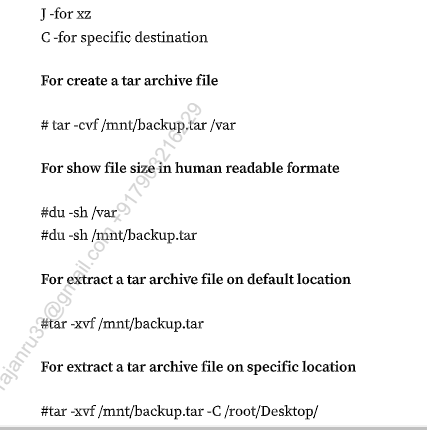 J -for xz
C -for specific destination
For create a tar archive file
# tar -cvf /mnt/backup.tar /var
For show file size in human readable formate
#du -sh /var
#du -sh /mnt/backup.tar
For extract a tar archive file on default location
#tar -xvf /mnt/backup.tar
For extract a tar archive file on specific location
#tar -xvf /mnt/backup.tar -C /root/Desktop/